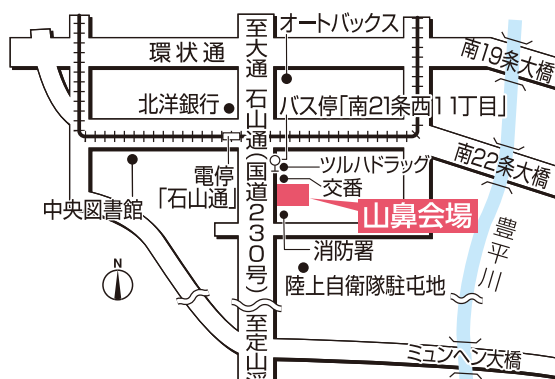 至大通
オートバックス
環状通
南19条大橋
北洋銀行
石山通(国道230号)
バス停「南21条西11丁目」
電停
「石山通」
ツルハドラッグ
南22条大橋
交番
中央図書館
山鼻会場
豊平川
消防署
N
陸上自衛隊駐屯地
至定山
ミュンヘン大橋